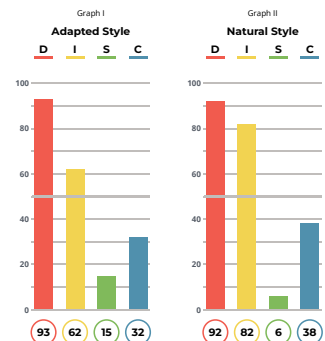 Graph I
Adapted Style
D I S C
100
80
60
40
20
0
93 62 15 32
Graph II
Natural Style
D I S C
100
80
60
40
20
0
92 82 6 38